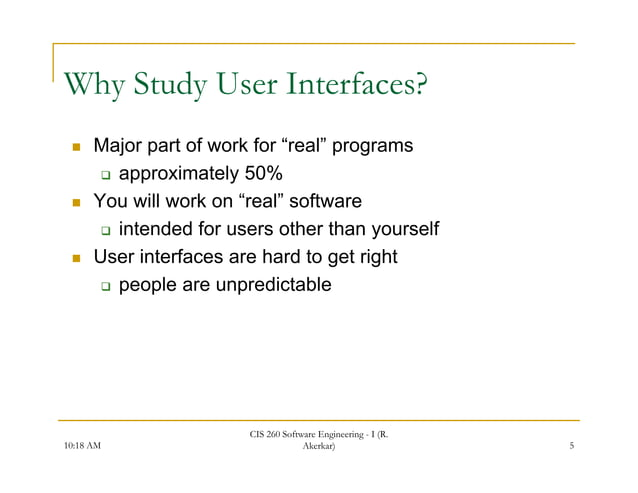 Why Study User Interfaces?
Major part of work for “real” programs
approximately 50%
You will work on “real” software
intended for users other than yourself
User interfaces are hard to get right
people are unpredictable
10:18 AM
CIS 260 Software Engineering - I (R.
Akerkar)
5